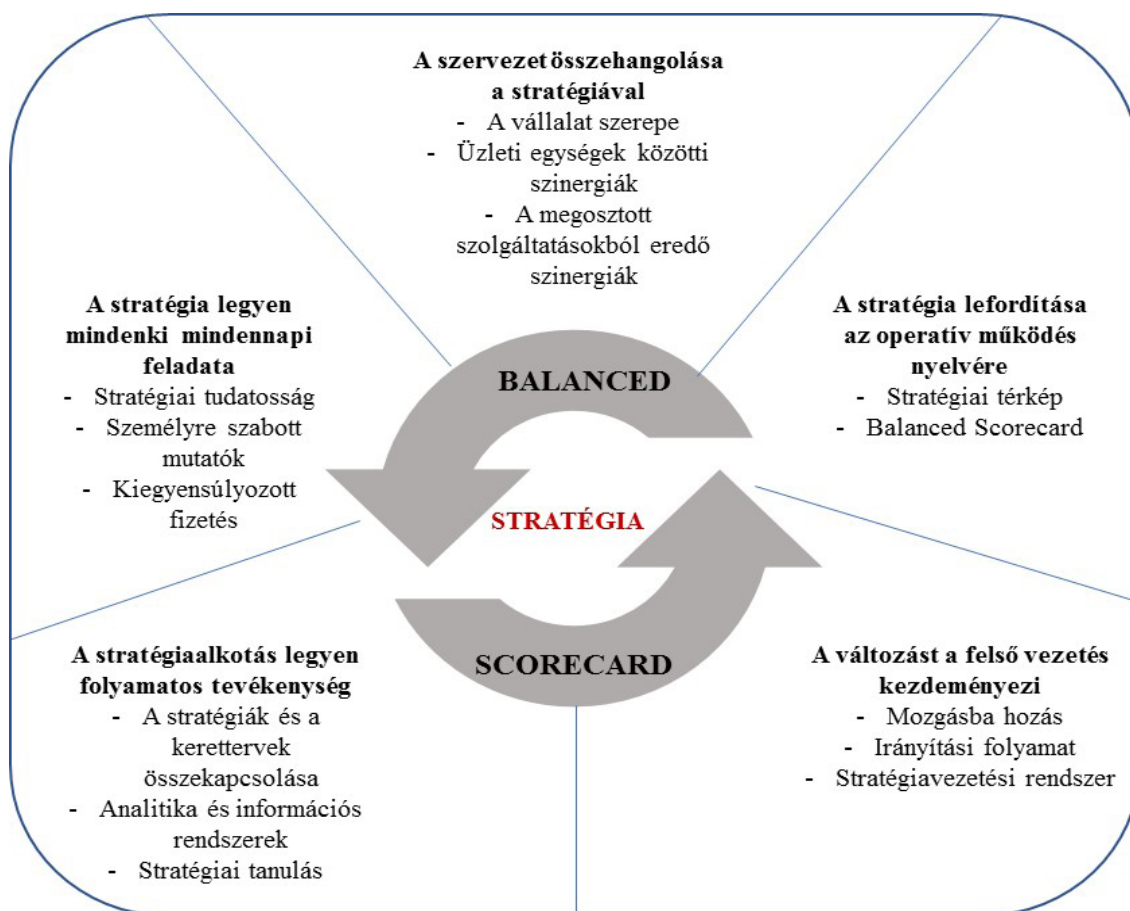 A szervezet összehangolása
a stratégiával
- A vállalat szerepe
- Üzleti egységek közötti
szinergiák
- A megosztott
szolgáltatásokból eredő
szinergiák
A stratégia legyen
mindenki mindennapi
feladata
- Stratégiai tudatosság
- Személyre szabott
mutatók
- Kiegyensúlyozott
fizetés
A stratégia lefordítása
az operatív működés
nyelvére
- Stratégiai térkép
- Balanced Scorecard
BALANCED
STRATÉGIA
SCORECARD
A stratégiaalkotás legyen
folyamatos tevékenység
- A stratégiák és a
kerettervek
összekapcsolása
- Analitika és információs
rendszerek
- Stratégiai tanulás
A változást a felső vezetés
kezdeményezi
- Mozgásba hozás
- Irányítási folyamat
- Stratégiavezetési rendszer